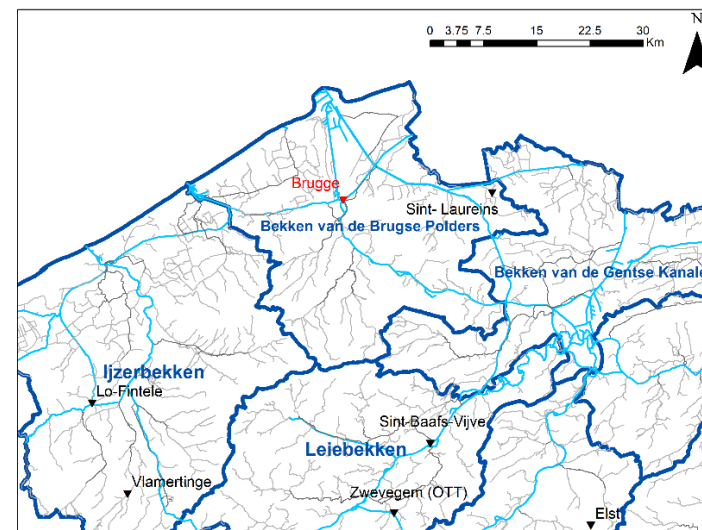 N
0 3.75 7.5 15 22.5 30
Km
Brugge
Sint- Laureins
Bekken van de Brugse Polders
Bekken van de Gentse Kanale
Ijzerbekken
Lo-Fintele
Sint-Baafs-Vijve
Leiebekken
Vlamertinge
Zwevegem (OTT)
Elst